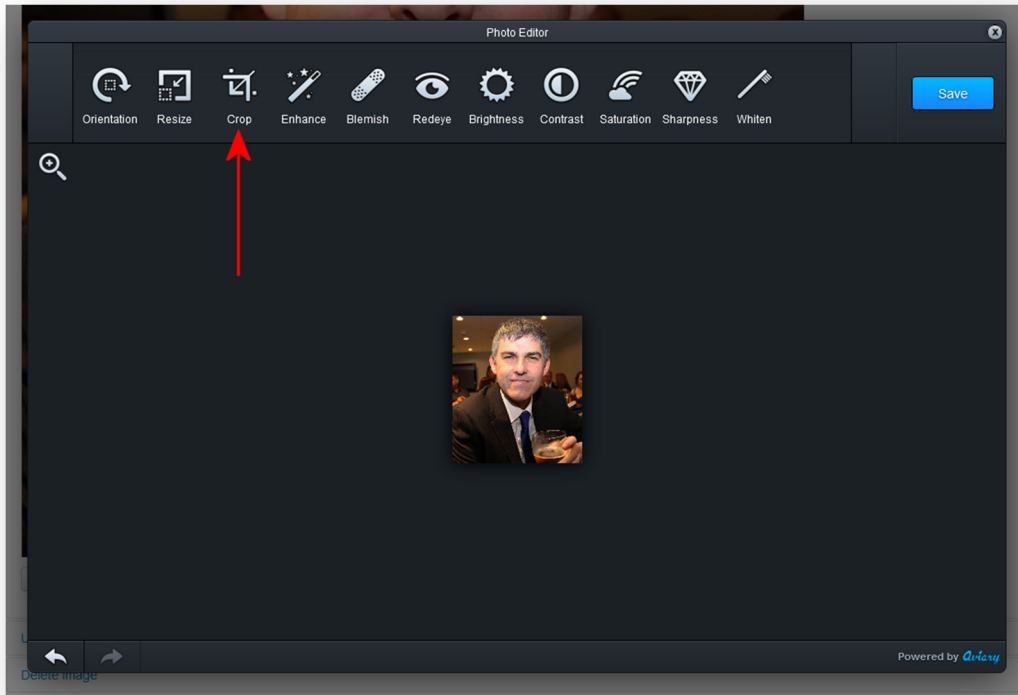 Photo Editor
Orientation Resize Crop Enhance Blemish Redeye Brightness Contrast Saturation Sharpness Whiten
Save
Powered by Aviary
Delete Image